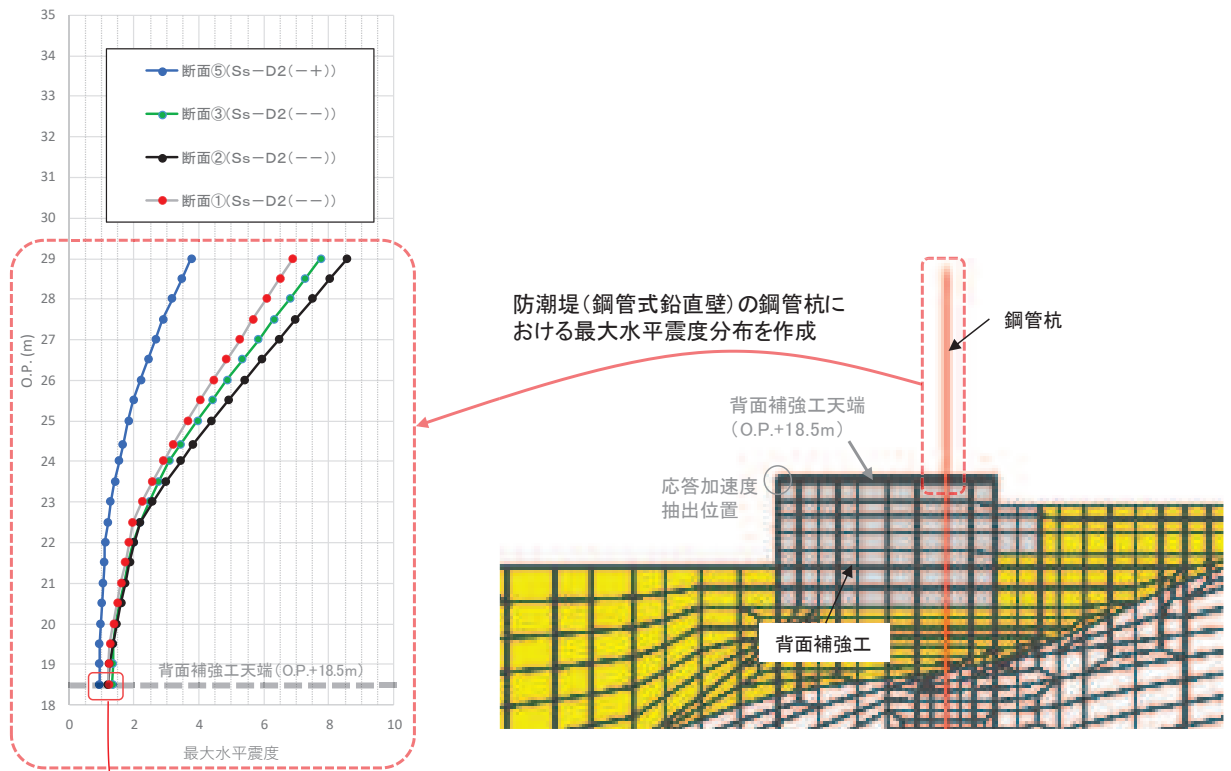 35
34
33
32
31
30
29
28
27
26
25
24
23
22
21
20
19
18
O.P. (m)
断面⑤(Ss－D2(－＋))
断面③(Ss－D2(－－))
断面②(Ss－D2(－－))
断面①(Ss－D2(－－))
背面補強工天端(O.P.+18.5m)
0 2 4 6 8 10
最大水平震度
防潮堤(鋼管式鉛直壁)の鋼管杭に
おける最大水平震度分布を作成
鋼管杭
背面補強工天端
(O.P.+18.5m)
応答加速度
抽出位置
背面補強工